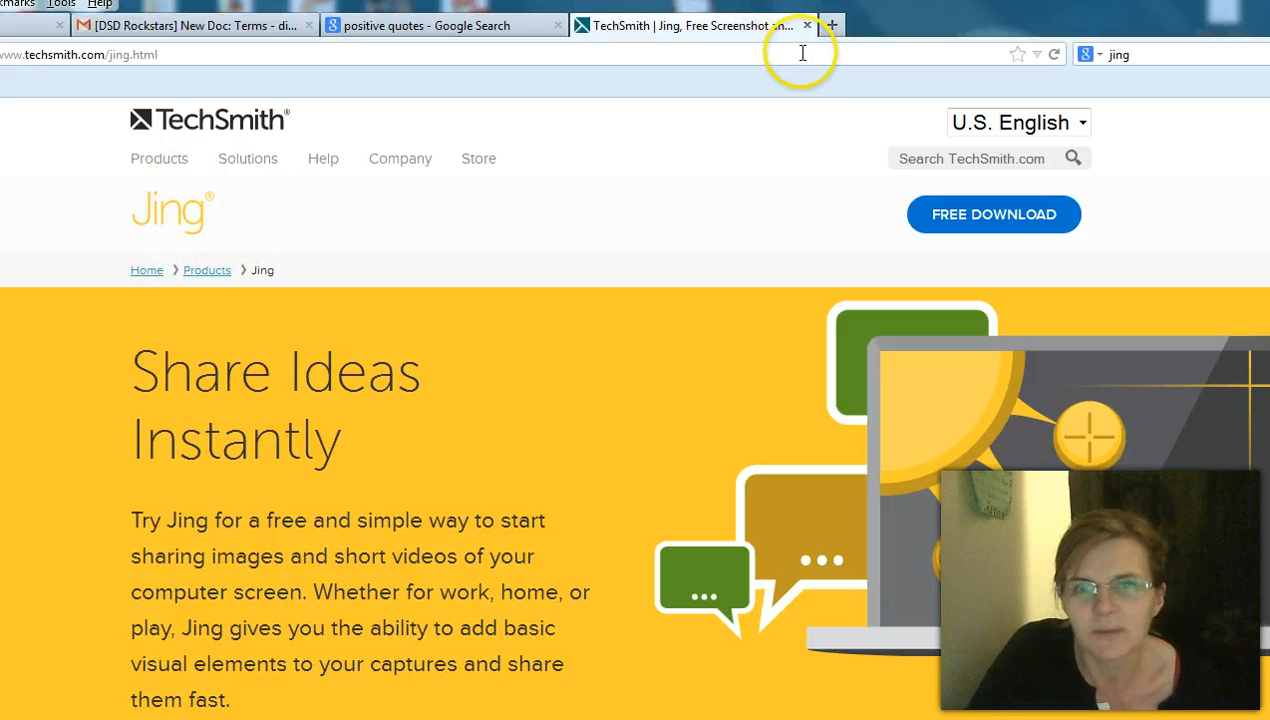 Tools Help
[DSD Rockstars] New Doc: Terms - di... × positive quotes - Google Search × TechSmith | Jing, Free Screenshot an... × +
www.techsmith.com/jing.html jing
TechSmith®
U.S. English
Products Solutions Help Company Store
Search TechSmith.com
Jing®
FREE DOWNLOAD
Home ❯ Products ❯ Jing
Share Ideas
Instantly
Try Jing for a free and simple way to start
sharing images and short videos of your
computer screen. Whether for work, home, or
play, Jing gives you the ability to add basic
visual elements to your captures and share
them fast.